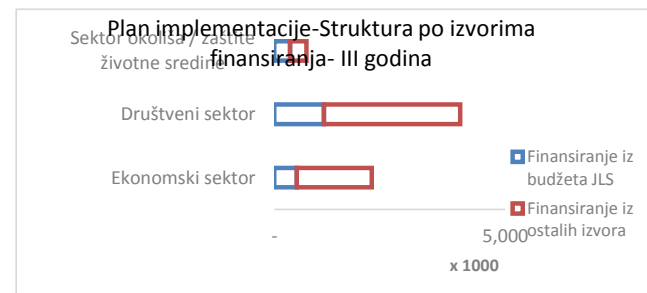 Plan implementacije-Struktura po izvorima
finansiranja- III godina
Sektor okoliša / zaštite
životne sredine
Društveni sektor
Ekonomski sektor
Finansiranje iz
budžeta JLS
Finansiranje iz
ostalih izvora
-
5,000
x 1000